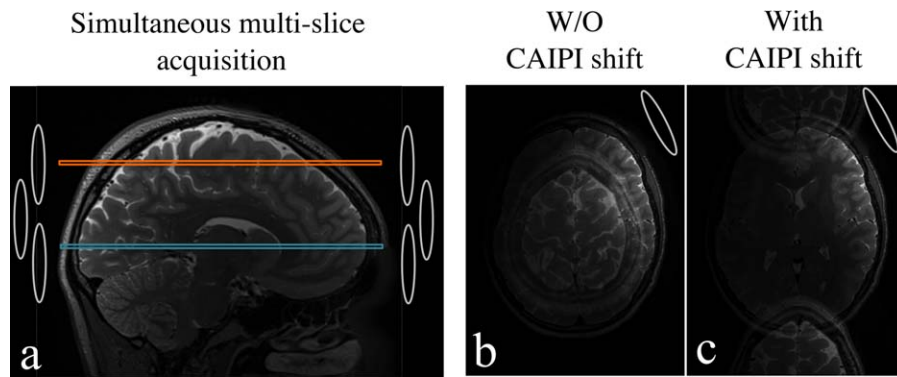 Simultaneous multi-slice
acquisition
W/O
CAIPI shift
With
CAIPI shift
a
b
c